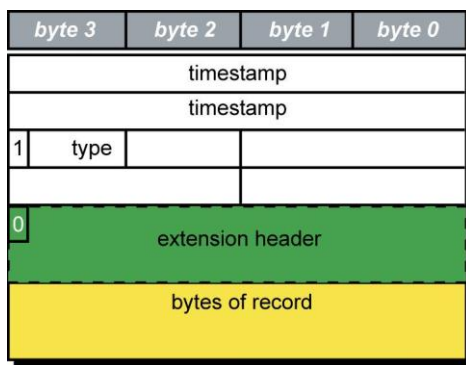 byte 3 byte 2 byte 1 byte 0
timestamp
timestamp
1 type
0
extension header
bytes of record